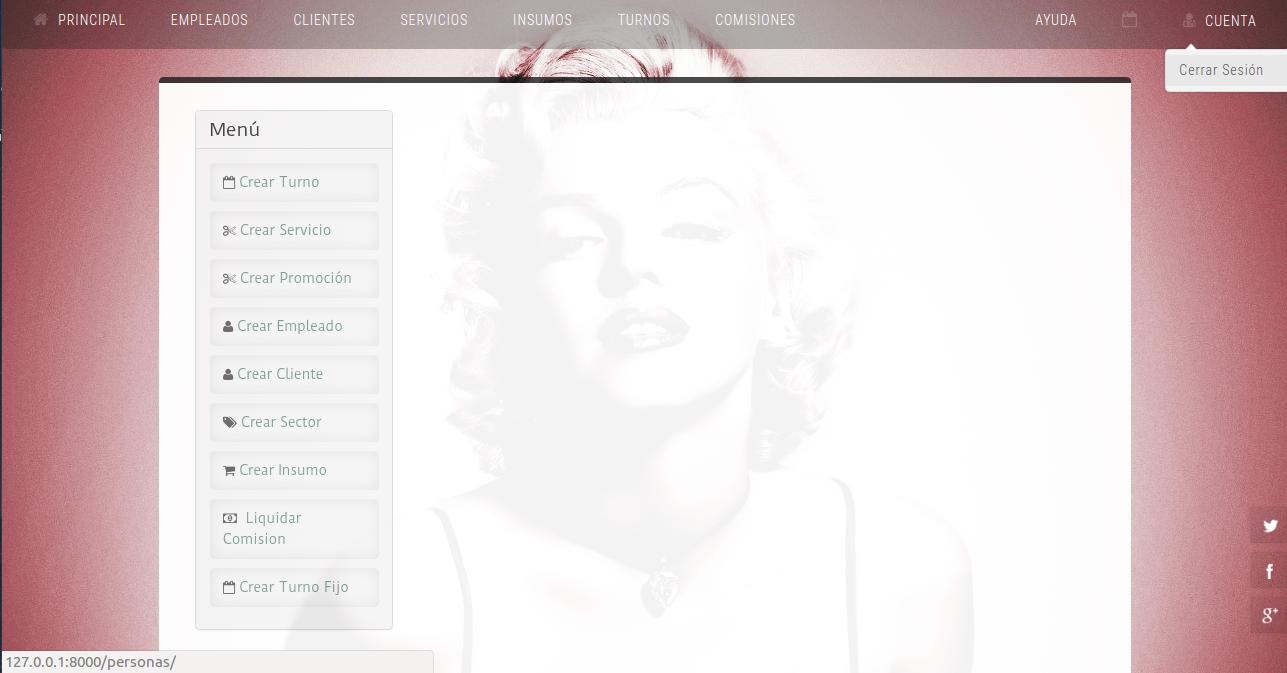 PRINCIPAL EMPLEADOS CLIENTES SERVICIOS INSUMOS TURNOS COMISIONES AYUDA CUENTA
Cerrar Sesión
Menú
Crear Turno
Crear Servicio
Crear Promoción
Crear Empleado
Crear Cliente
Crear Sector
Crear Insumo
Liquidar
Comision
Crear Turno Fijo
127.0.0.1:8000/personas/